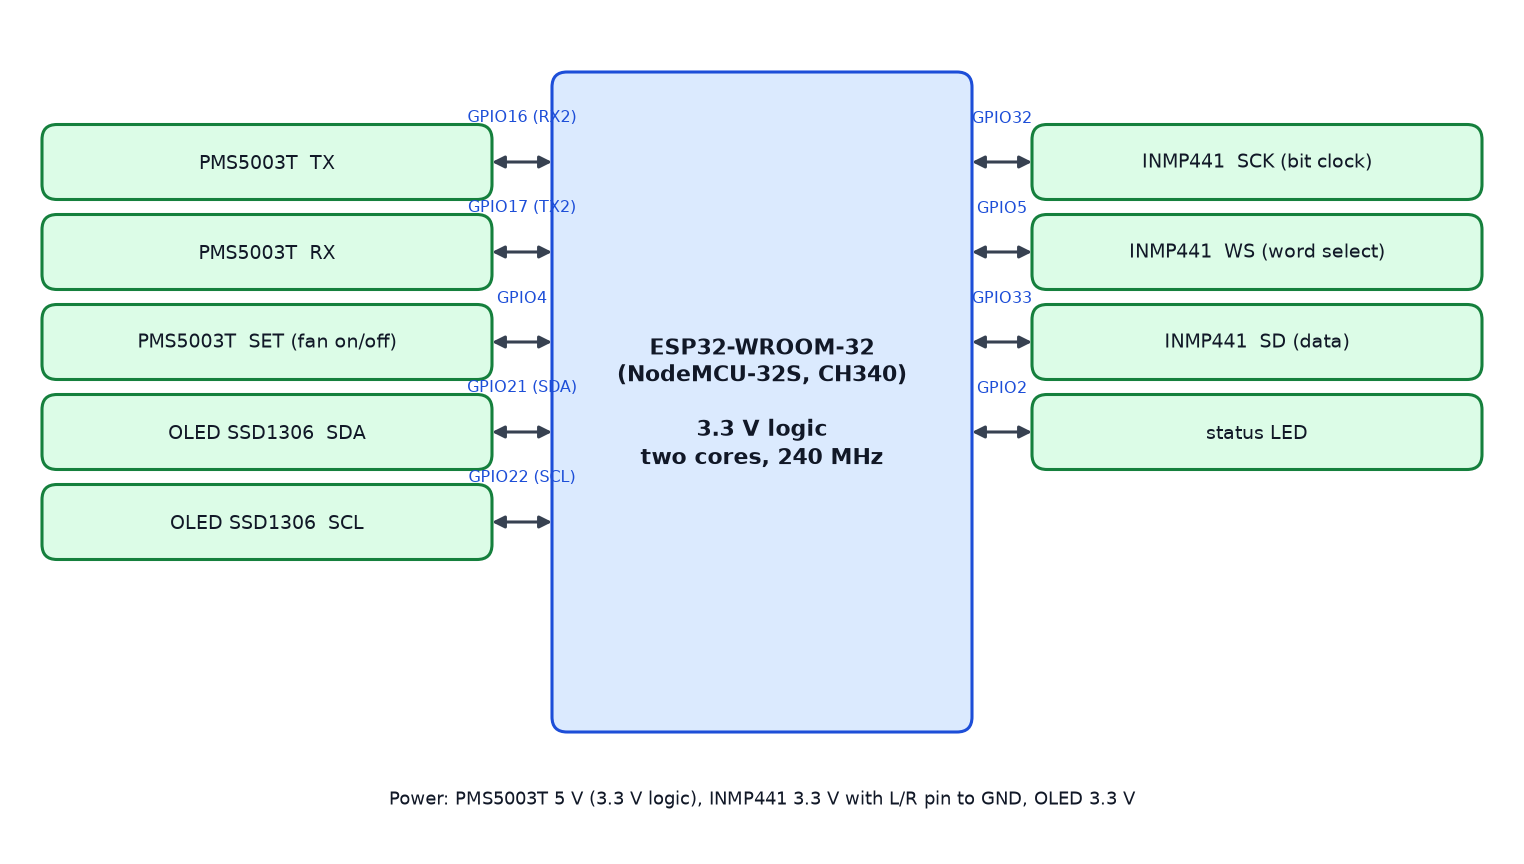 GPIO16 (RX2)
PMS5003T  TX
GPIO17 (TX2)
PMS5003T  RX
GPIO4
PMS5003T  SET (fan on/off)
GPIO21 (SDA)
OLED SSD1306  SDA
GPIO22 (SCL)
OLED SSD1306  SCL
ESP32-WROOM-32
(NodeMCU-32S, CH340)
3.3 V logic
two cores, 240 MHz
GPIO32
INMP441  SCK (bit clock)
GPIO5
INMP441  WS (word select)
GPIO33
INMP441  SD (data)
GPIO2
status LED
Power: PMS5003T 5 V (3.3 V logic), INMP441 3.3 V with L/R pin to GND, OLED 3.3 V